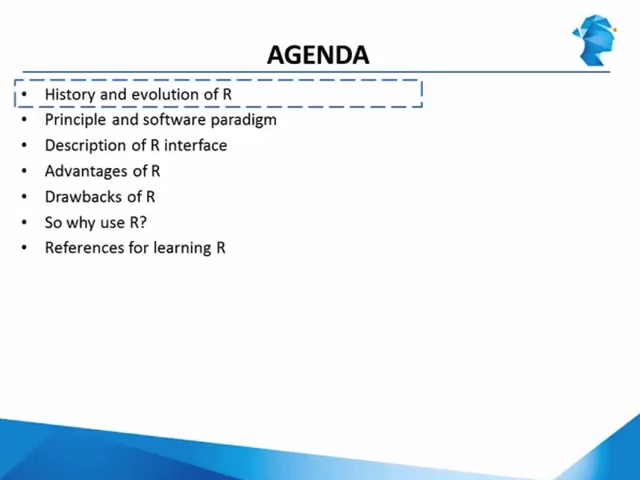 AGENDA
• History and evolution of R
• Principle and software paradigm
• Description of R interface
• Advantages of R
• Drawbacks of R
• So why use R?
• References for learning R